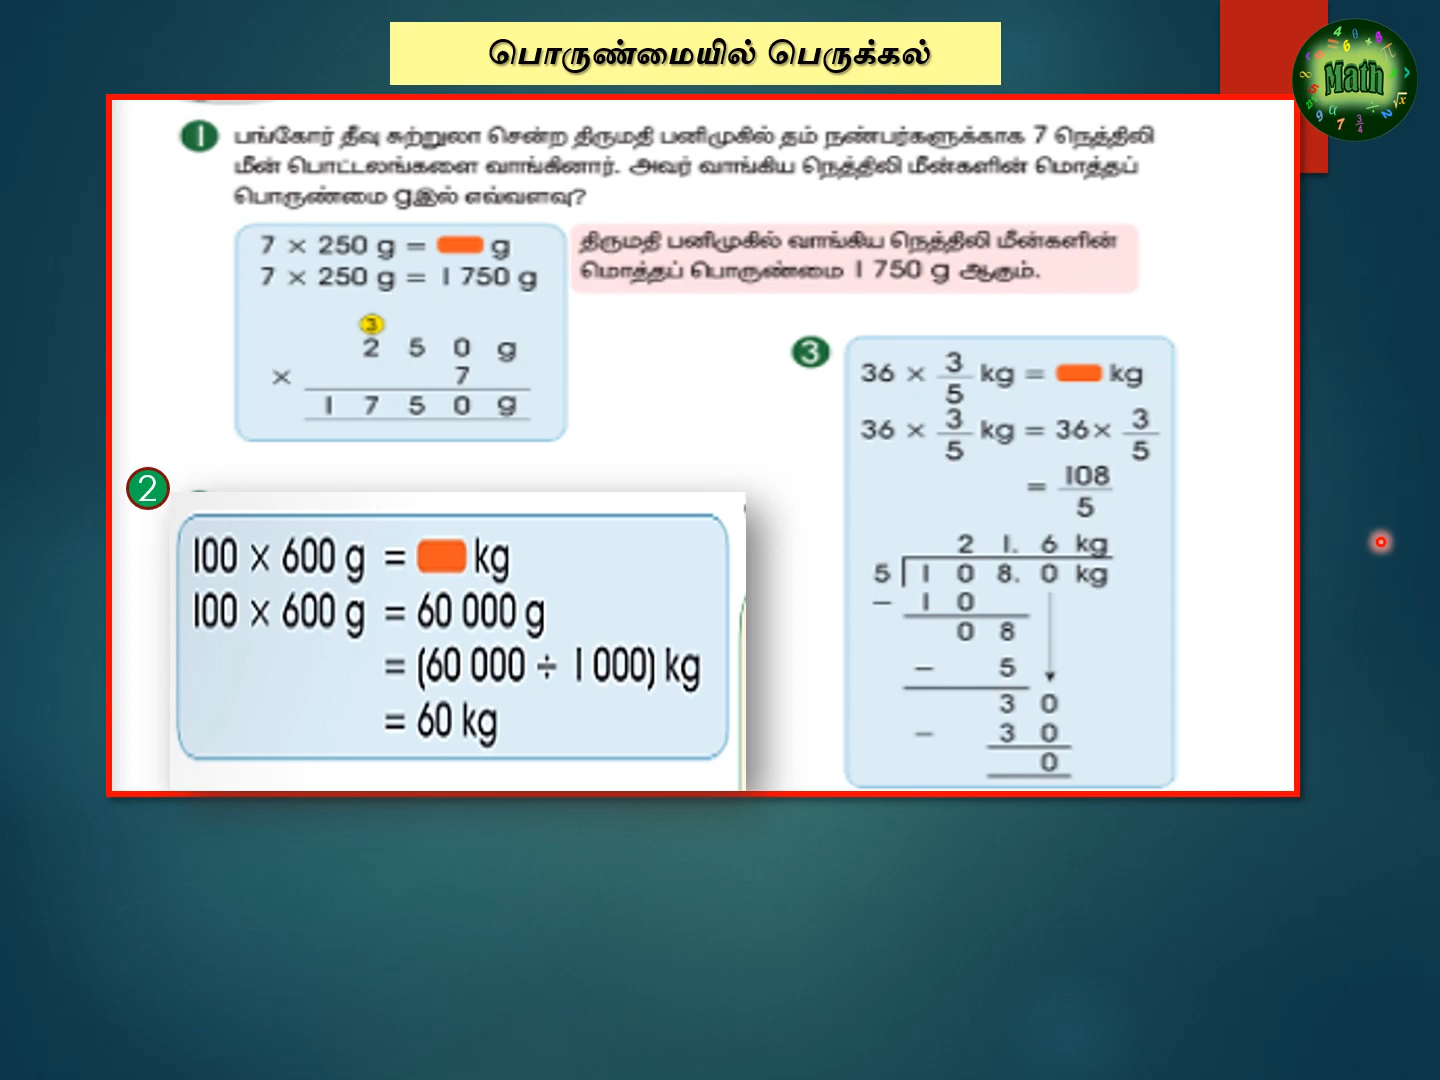 பொருண்மையில் பெருக்கல்
Math
1 பங்கோர் தீவு சுற்றுலா சென்ற திருமதி பனிமுகில் தம் நண்பர்களுக்காக 7 நெத்திலி
மீன் பொட்டலங்களை வாங்கினார். அவர் வாங்கிய நெத்திலி மீன்களின் மொத்தப்
பொருண்மை gஇல் எவ்வளவு?
7 × 250 g = g
7 × 250 g = 1 750 g
3
2 5 0 g
× 7
1 7 5 0 g
திருமதி பனிமுகில் வாங்கிய நெத்திலி மீன்களின்
மொத்தப் பொருண்மை 1 750 g ஆகும்.
2
100 × 600 g = kg
100 × 600 g = 60 000 g
= (60 000 ÷ 1 000) kg
= 60 kg
3
36 × 3/5 kg = kg
36 × 3/5 kg = 36 × 3/5
= 108/5
2 1. 6 kg
5 1 0 8. 0 kg
− 1 0
0 8
− 5
3 0
− 3 0
0